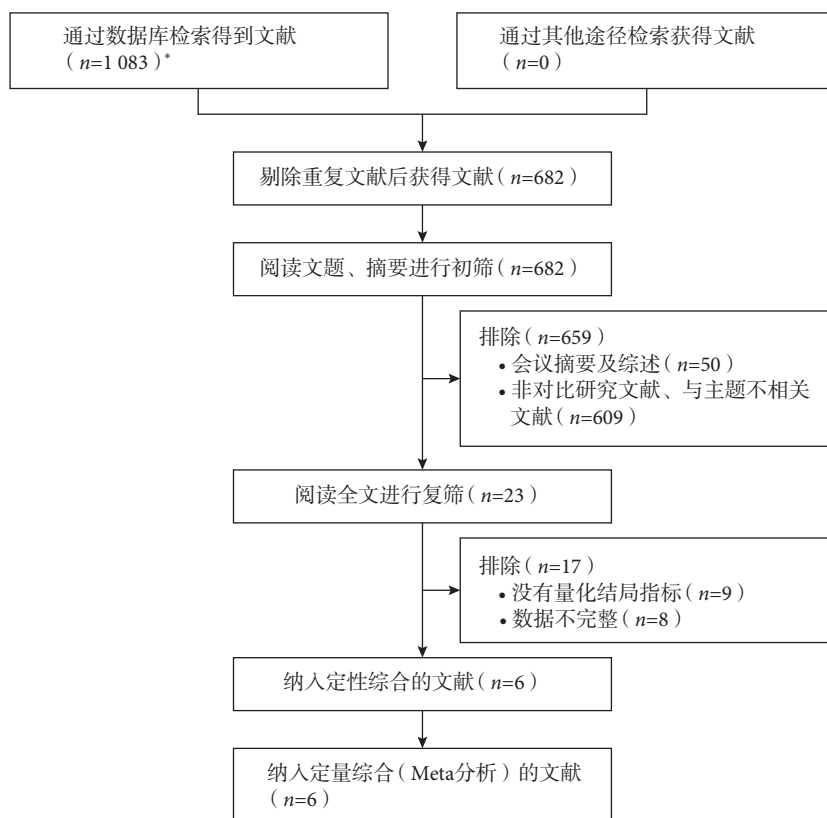 通过数据库检索得到文献
（n=1 083）*
通过其他途径检索获得文献
（n=0）
剔除重复文献后获得文献（n=682）
阅读文题、摘要进行初筛（n=682）
排除（n=659）
• 会议摘要及综述（n=50）
• 非对比研究文献、与主题不相关
文献（n=609）
阅读全文进行复筛（n=23）
排除（n=17）
• 没有量化结局指标（n=9）
• 数据不完整（n=8）
纳入定性综合的文献（n=6）
纳入定量综合（Meta分析）的文献
（n=6）